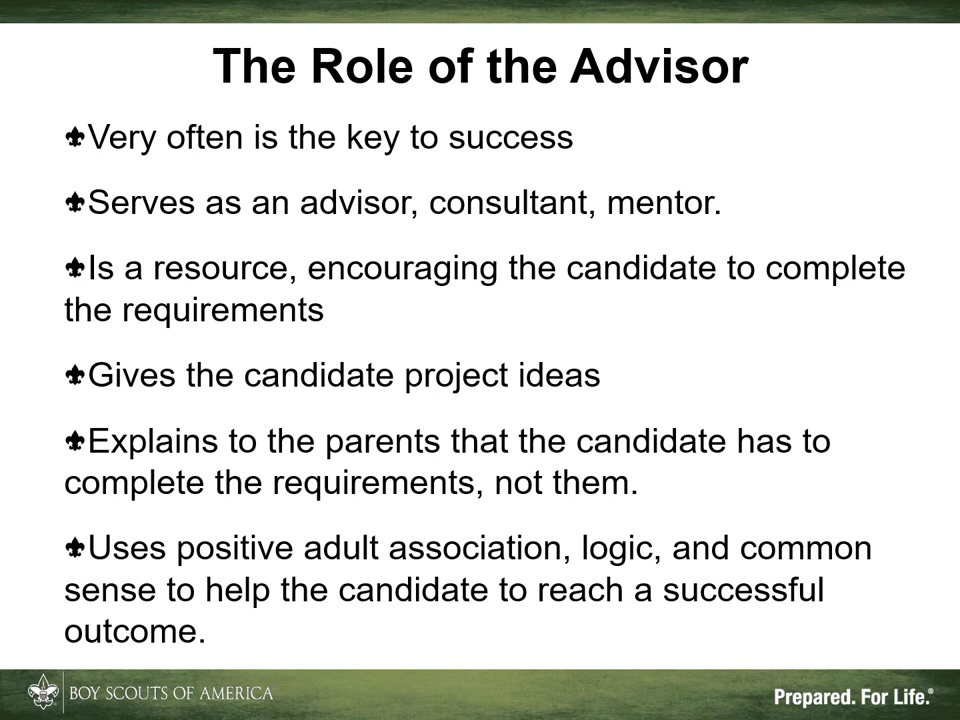 The Role of the Advisor
Very often is the key to success
Serves as an advisor, consultant, mentor.
Is a resource, encouraging the candidate to complete
the requirements
Gives the candidate project ideas
Explains to the parents that the candidate has to
complete the requirements, not them.
Uses positive adult association, logic, and common
sense to help the candidate to reach a successful
outcome.
BOY SCOUTS OF AMERICA
Prepared. For Life.®